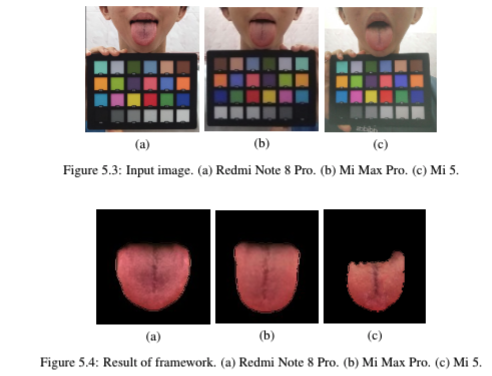 (a)
(b)
(c)
Figure 5.3: Input image. (a) Redmi Note 8 Pro. (b) Mi Max Pro. (c) Mi 5.
(a)
(b)
(c)
Figure 5.4: Result of framework. (a) Redmi Note 8 Pro. (b) Mi Max Pro. (c) Mi 5.